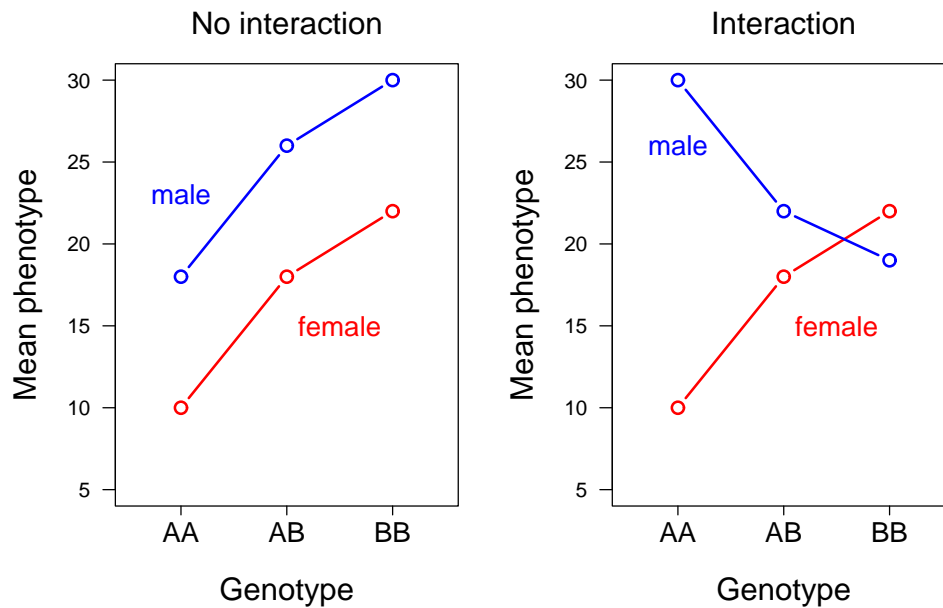 No interaction
Mean phenotype
30
25
20
15
10
5
male
female
AA AB BB
Genotype
Interaction
Mean phenotype
30
25
20
15
10
5
male
female
AA AB BB
Genotype